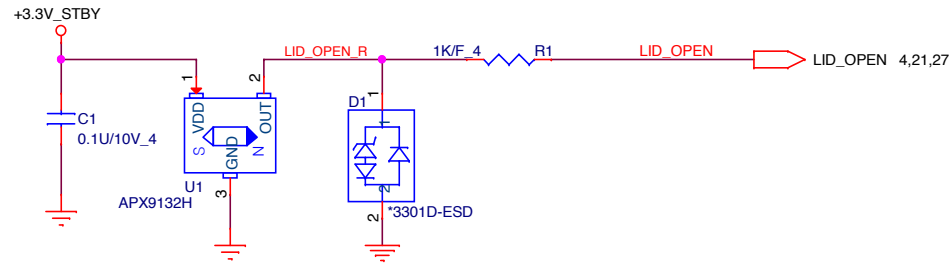 +3.3V_STBY
LID_OPEN_R
1K/F_4
R1
LID_OPEN
LID_OPEN 4,21,27
1
2
C1
0.1U/10V_4
VDD
OUT
S
N
GND
U1
APX9132H
3
D1
1
1
2
2
*3301D-ESD